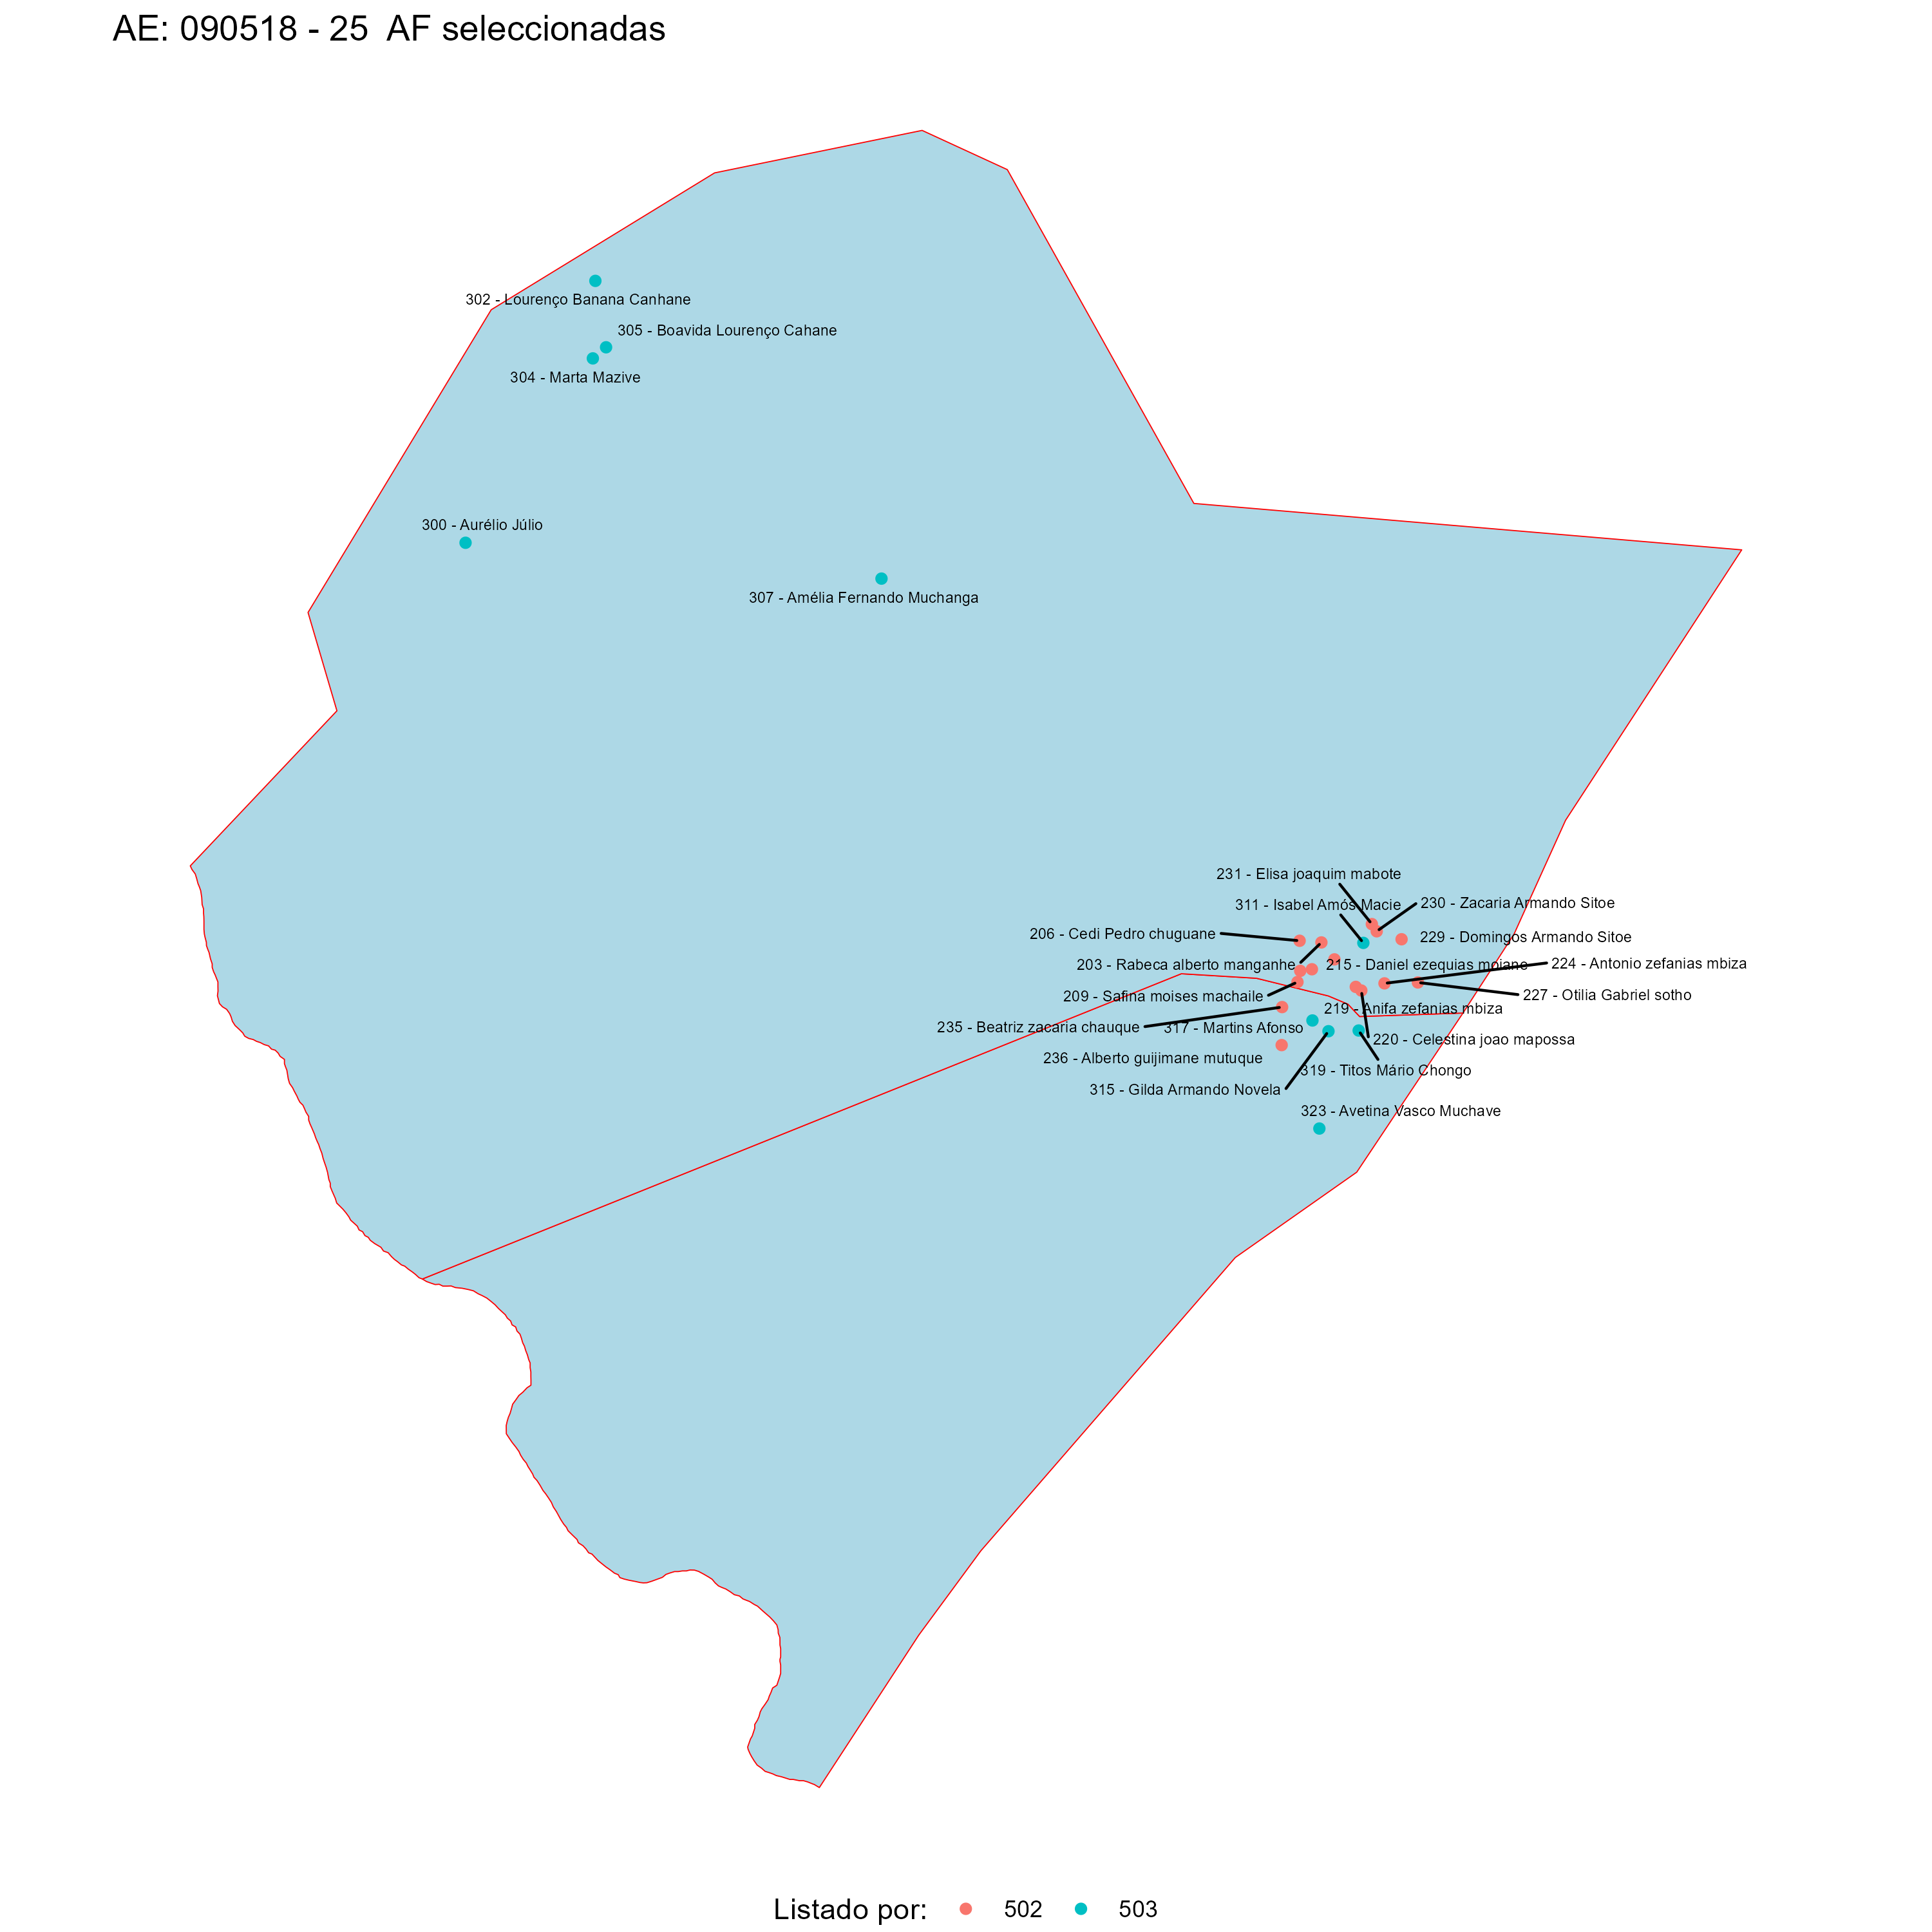 AE: 090518 - 25  AF seleccionadas
302 - Lourenço Banana Canhane
305 - Boavida Lourenço Cahane
304 - Marta Mazive
300 - Aurélio Júlio
307 - Amélia Fernando Muchanga
231 - Elisa joaquim mabote
311 - Isabel Amós Macie
230 - Zacaria Armando Sitoe
206 - Cedi Pedro chuguane
229 - Domingos Armando Sitoe
203 - Rabeca alberto manganhe
215 - Daniel ezequias moiane
224 - Antonio zefanias mbiza
209 - Safina moises machaile
227 - Otilia Gabriel sotho
219 - Anifa zefanias mbiza
235 - Beatriz zacaria chauque
317 - Martins Afonso
220 - Celestina joao mapossa
236 - Alberto guijimane mutuque
319 - Titos Mário Chongo
315 - Gilda Armando Novela
323 - Avetina Vasco Muchave
Listado por: 502 503